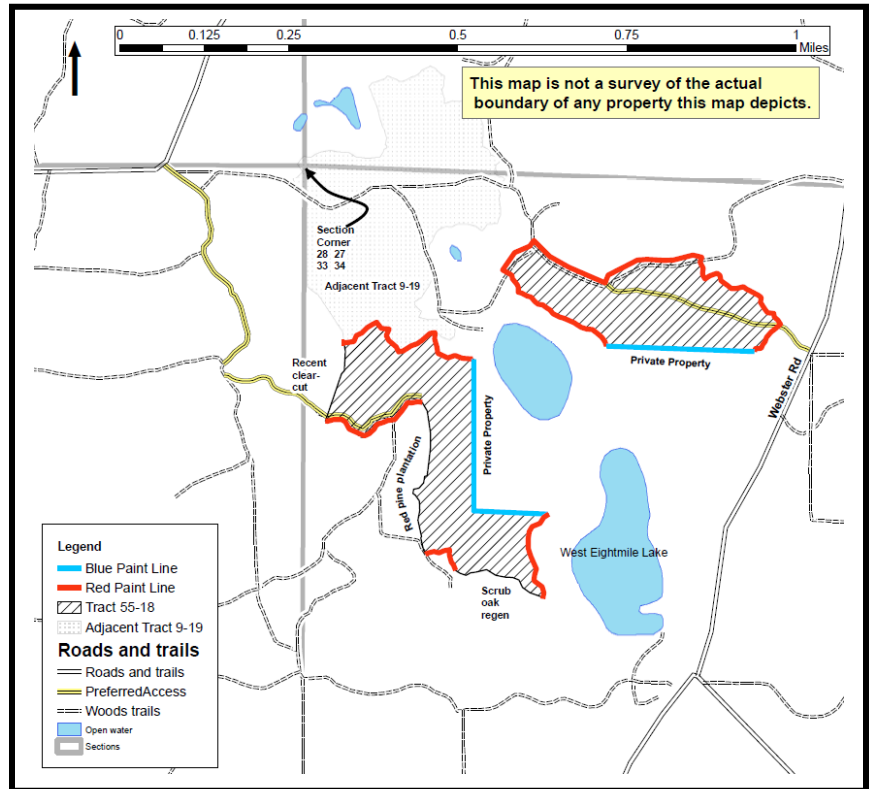 0 0.125 0.25 0.5 0.75 1
Miles
This map is not a survey of the actual
boundary of any property this map depicts.
Section
Corner
28 27
33 34
Adjacent Tract 9-19
Recent
clear-
cut
Private Property
Webster Rd
Private Property
Red pine plantation
West Eightmile Lake
Scrub
oak
regen
Legend
Blue Paint Line
Red Paint Line
Tract 55-18
Adjacent Tract 9-19
Roads and trails
Roads and trails
PreferredAccess
Woods trails
Open water
Sections